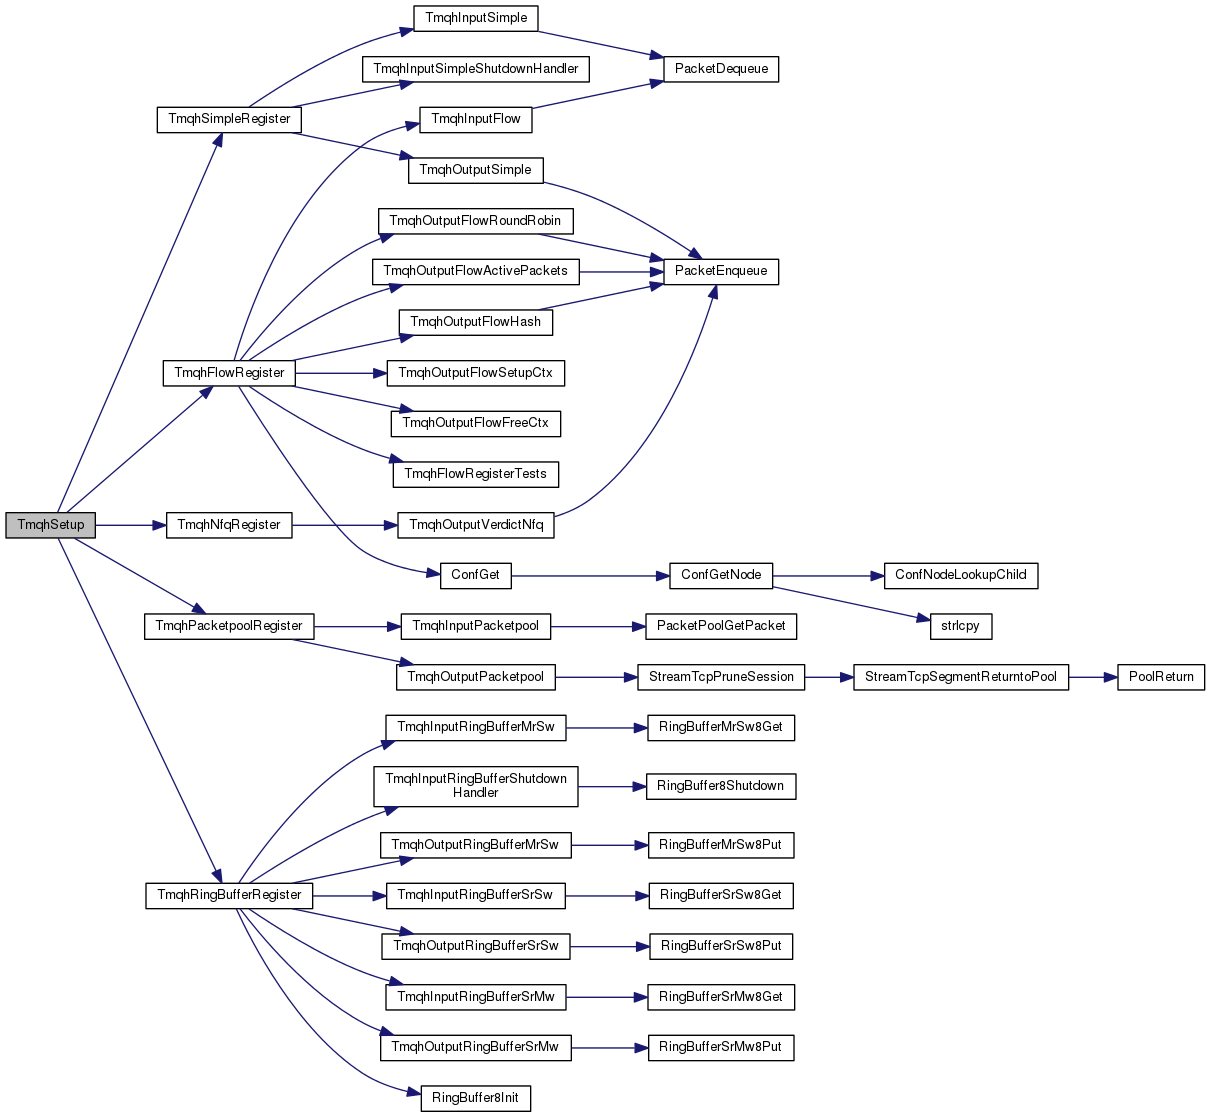 TmqhInputSimple
TmqhInputSimpleShutdownHandler
PacketDequeue
TmqhSimpleRegister
TmqhInputFlow
TmqhOutputSimple
TmqhOutputFlowRoundRobin
TmqhOutputFlowActivePackets
PacketEnqueue
TmqhOutputFlowHash
TmqhFlowRegister
TmqhOutputFlowSetupCtx
TmqhOutputFlowFreeCtx
TmqhFlowRegisterTests
TmqhSetup
TmqhNfqRegister
TmqhOutputVerdictNfq
ConfGet
ConfGetNode
ConfNodeLookupChild
strlcpy
TmqhPacketpoolRegister
TmqhInputPacketpool
PacketPoolGetPacket
TmqhOutputPacketpool
StreamTcpPruneSession
StreamTcpSegmentReturntoPool
PoolReturn
TmqhInputRingBufferMrSw
RingBufferMrSw8Get
TmqhInputRingBufferShutdown
Handler
RingBuffer8Shutdown
TmqhOutputRingBufferMrSw
RingBufferMrSw8Put
TmqhRingBufferRegister
TmqhInputRingBufferSrSw
RingBufferSrSw8Get
TmqhOutputRingBufferSrSw
RingBufferSrSw8Put
TmqhInputRingBufferSrMw
RingBufferSrMw8Get
TmqhOutputRingBufferSrMw
RingBufferSrMw8Put
RingBuffer8Init